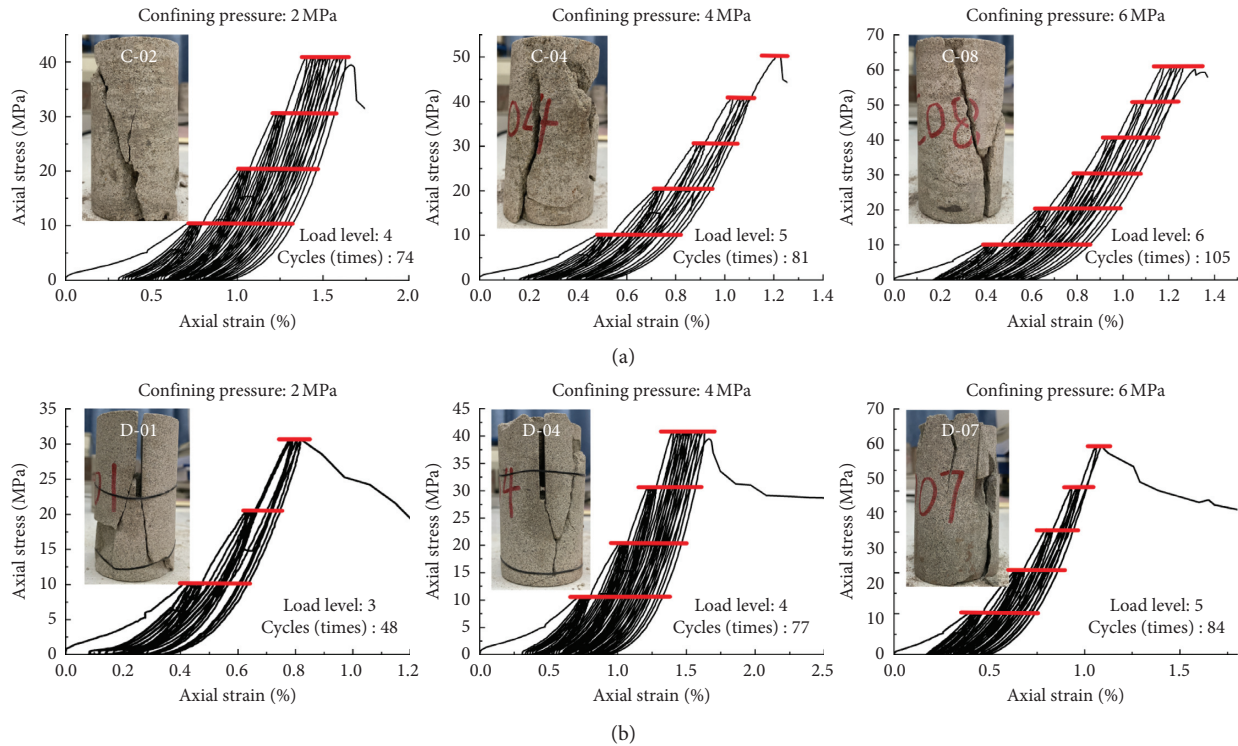 Confining pressure: 2 MPa
C-02
Axial stress (MPa)
50
40
30
20
10
0
Load level: 4
Cycles (times) : 74
0.0 0.5 1.0 1.5 2.0
Axial strain (%)
Confining pressure: 4 MPa
C-04
04
Axial stress (MPa)
50
40
30
20
10
0
Load level: 5
Cycles (times) : 81
0.0 0.2 0.4 0.6 0.8 1.0 1.2 1.4
Axial strain (%)
Confining pressure: 6 MPa
C-08
08
Axial stress (MPa)
70
60
50
40
30
20
10
0
Load level: 6
Cycles (times) : 105
0.0 0.2 0.4 0.6 0.8 1.0 1.2 1.4
Axial strain (%)
(a)
Confining pressure: 2 MPa
D-01
1
Axial stress (MPa)
35
30
25
20
15
10
5
0
Load level: 3
Cycles (times) : 48
0.0 0.2 0.4 0.6 0.8 1.0 1.2
Axial strain (%)
Confining pressure: 4 MPa
D-04
4
Axial stress (MPa)
45
40
35
30
25
20
15
10
5
0
Load level: 4
Cycles (times) : 77
0.0 0.5 1.0 1.5 2.0 2.5
Axial strain (%)
Confining pressure: 6 MPa
D-07
07
Axial stress (MPa)
70
60
50
40
30
20
10
0
Load level: 5
Cycles (times) : 84
0.0 0.5 1.0 1.5
Axial strain (%)
(b)